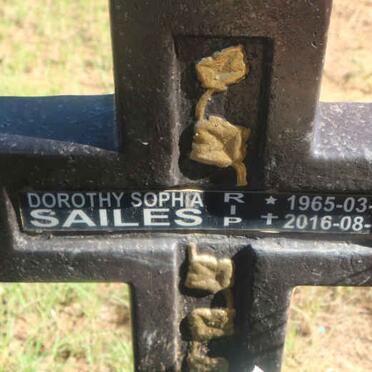 DOROTHY SOPHIA
SAILES
R
I
P
★ 1965-03-
✝ 2016-08-